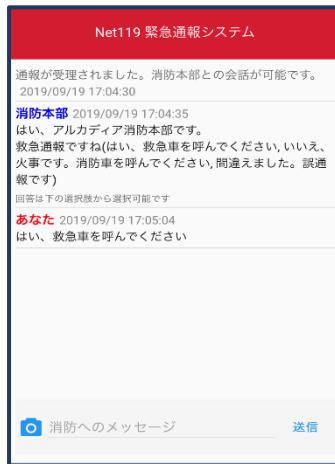 Net119 緊急通報システム
通報が受理されました。消防本部との会話が可能です。
2019/09/19 17:04:30
消防本部 2019/09/19 17:04:35
はい、アルカディア消防本部です。
救急通報ですね(はい、救急車を呼んでください, いいえ、
火事です。消防車を呼んでください, 間違えました。誤通
報です)
回答は下の選択肢から選択可能です
あなた 2019/09/19 17:05:04
はい、救急車を呼んでください
消防へのメッセージ
送信